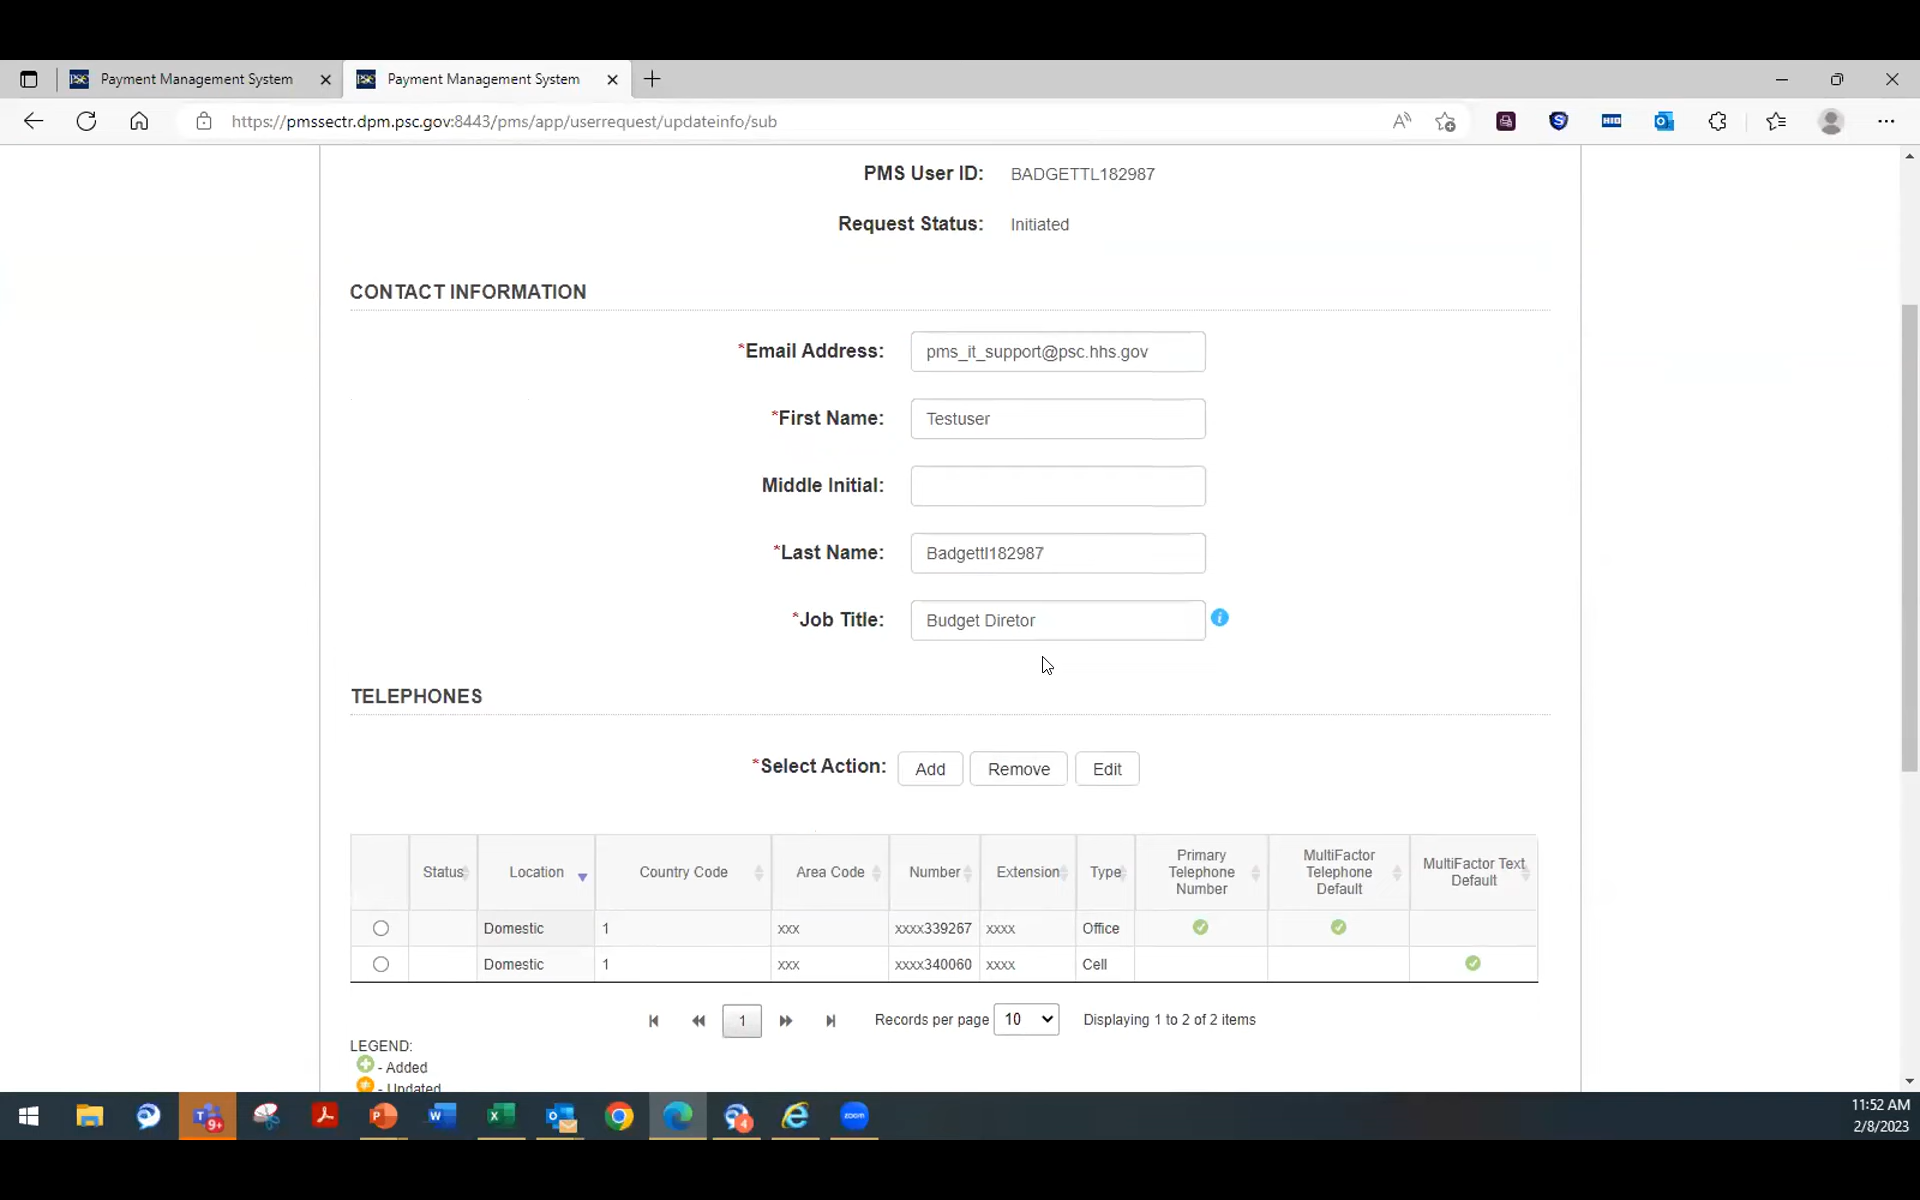 Payment Management System
Payment Management System
https://pmssectr.dpm.psc.gov:8443/pms/app/userrequest/updateinfo/sub
PMS User ID: BADGETTL182987
Request Status: Initiated
CONTACT INFORMATION
*Email Address: pms_it_support@psc.hhs.gov
*First Name: Testuser
Middle Initial:
*Last Name: Badgettl182987
*Job Title: Budget Diretor
TELEPHONES
*Select Action: Add Remove Edit
Status Location Country Code Area Code Number Extension Type Primary Telephone Number MultiFactor Telephone Default MultiFactor Text Default
Domestic 1 xxx xxxx339267 xxxx Office
Domestic 1 xxx xxxx340060 xxxx Cell
1 Records per page 10 Displaying 1 to 2 of 2 items
LEGEND:
- Added
- Updated
11:52 AM
2/8/2023